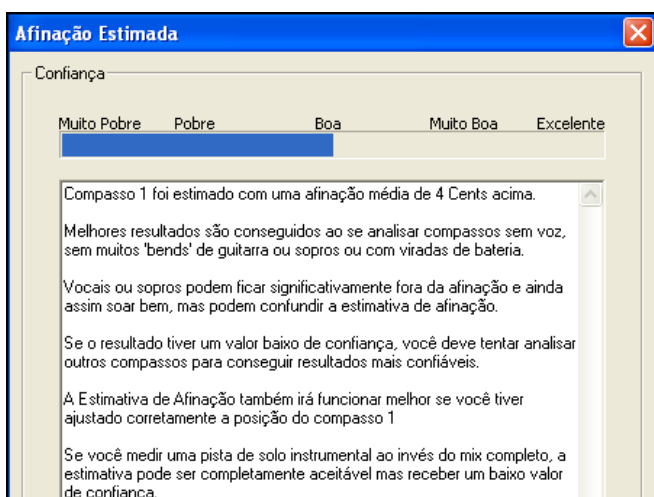 Afinação Estimada
Confiança
Muito Pobre Pobre Boa Muito Boa Excelente
Compasso 1 foi estimado com uma afinação média de 4 Cents acima.
Melhores resultados são conseguidos ao se analisar compassos sem voz,
sem muitos 'bends' de guitarra ou sopros ou com viradas de bateria.
Vocais ou sopros podem ficar significativamente fora da afinação e ainda
assim soar bem, mas podem confundir a estimativa de afinação.
Se o resultado tiver um valor baixo de confiança, você deve tentar analisar
outros compassos para conseguir resultados mais confiáveis.
A Estimativa de Afinação também irá funcionar melhor se você tiver
ajustado corretamente a posição do compasso 1
Se você medir uma pista de solo instrumental ao invés do mix completo, a
estimativa pode ser completamente aceitável mas receber um baixo valor
de confiança.